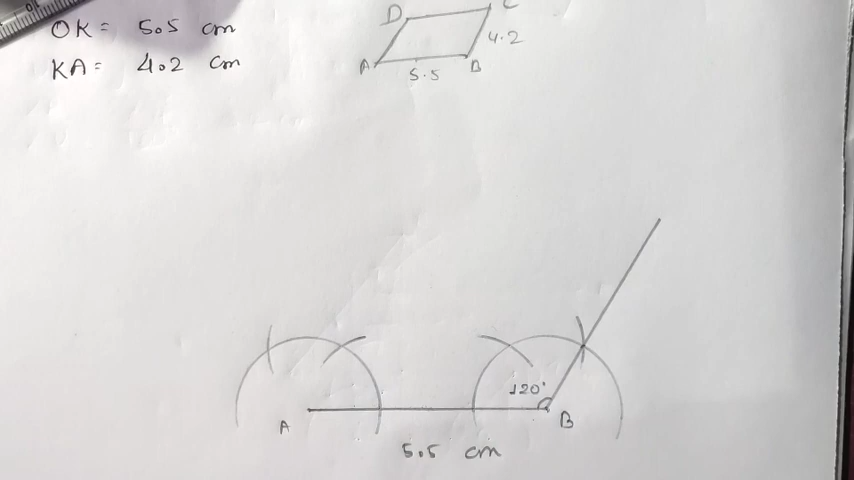 OK = 5.5 cm
KA = 4.2 cm
D C
4.2
A B
5.5
120°
A B
5.5 cm